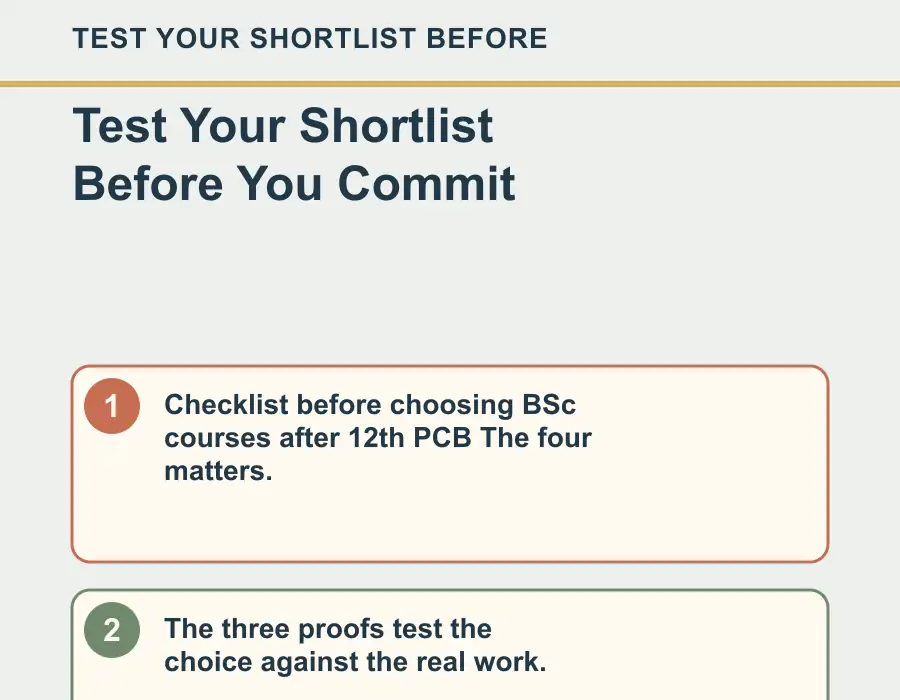 TEST YOUR SHORTLIST BEFORE
Test Your Shortlist
Before You Commit
1
Checklist before choosing BSc
courses after 12th PCB The four
matters.
2
The three proofs test the
choice against the real work.